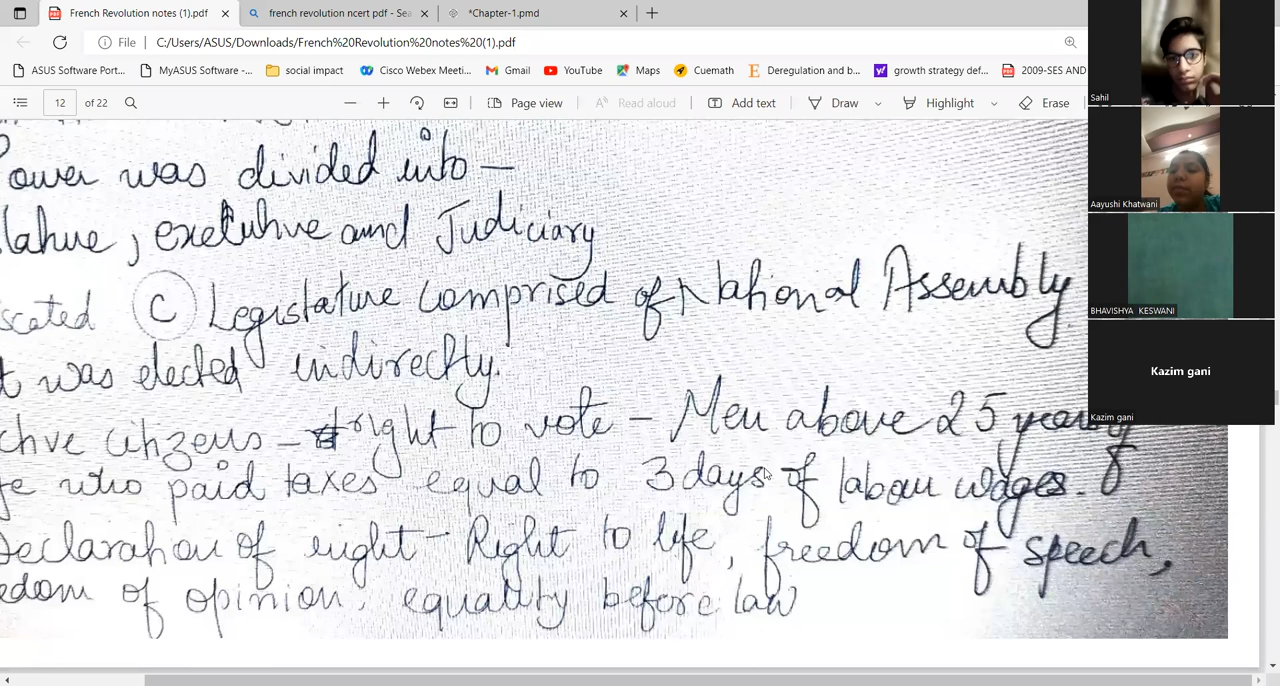 French Revolution notes (1).pdf
french revolution ncert pdf - Sea
*Chapter-1.pmd
File
C:/Users/ASUS/Downloads/French%20Revolution%20notes%20(1).pdf
ASUS Software Port...
MyASUS Software -...
social impact
Cisco Webex Meeti...
Gmail
YouTube
Maps
Cuemath
Deregulation and b...
growth strategy def...
2009-SES AND
12 of 22
Page view
Read aloud
Add text
Draw
Highlight
Erase
Power was divided into —
lative, executive and Judiciary
scated C Legislature comprised of National Assembly
t was elected indirectly.
ctive citizens — right to vote — Men above 25 years of
ge who paid taxes equal to 3 days of labour wages.
Declaration of right — Right to life, freedom of speech,
edom of opinion, equality before law
Sahil
Aayushi Khatwani
BHAVISHYA KESWANI
Kazim gani
Kazim gani